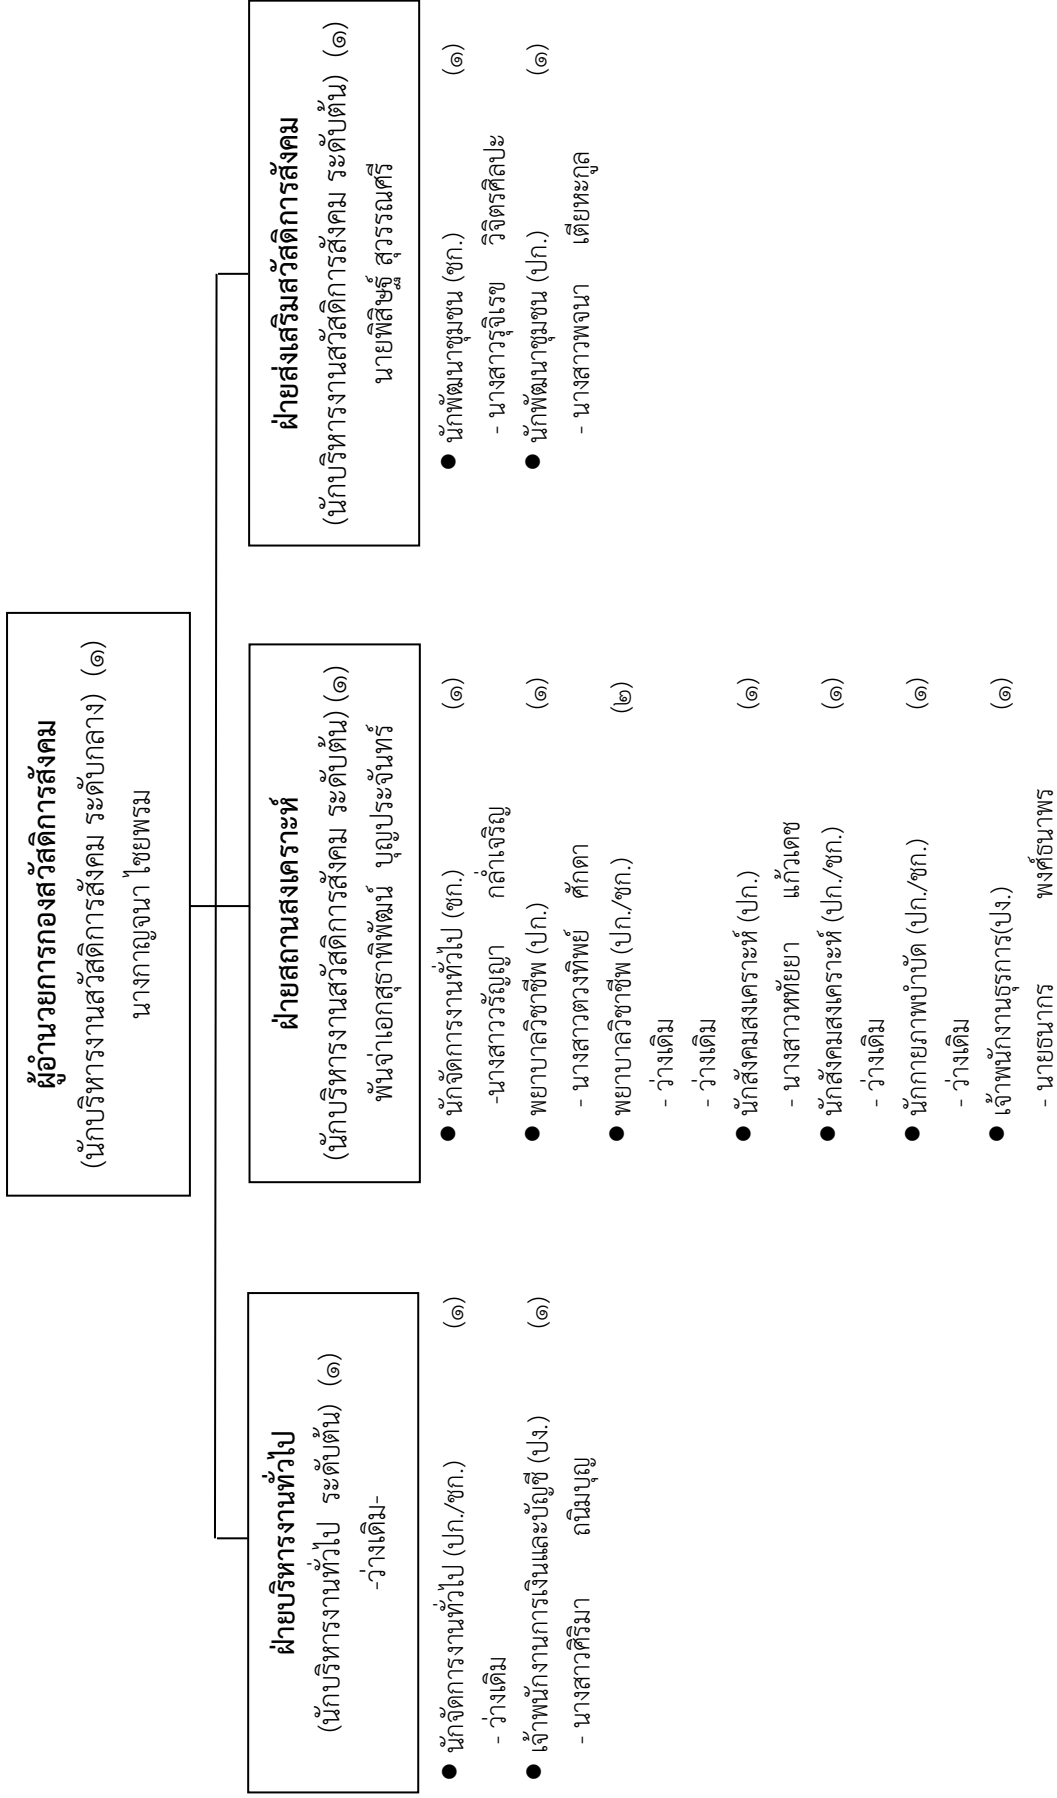 ผู้อำนวยการกองสวัสดิการสังคม
(นักบริหารงานสวัสดิการสังคม ระดับกลาง) (๑)
นางกาญจนา ไชยพรม
ฝ่ายบริหารงานทั่วไป
(นักบริหารงานทั่วไป ระดับต้น) (๑)
-ว่างเดิม-
● นักจัดการงานทั่วไป (ปก./ชก.) (๑)
- ว่างเดิม
● เจ้าพนักงานการเงินและบัญชี (ปง.) (๑)
- นางสาวศิริมา ถนิมบุญ
ฝ่ายสถานสงเคราะห์
(นักบริหารงานสวัสดิการสังคม ระดับต้น) (๑)
พันจ่าเอกสุธาพิพัฒน์ บุญประจันทร์
● นักจัดการงานทั่วไป (ชก.) (๑)
-นางสาววรัญญา กล่ำเจริญ
● พยาบาลวิชาชีพ (ปก.) (๑)
- นางสาวตวงทิพย์ ศักดา
● พยาบาลวิชาชีพ (ปก./ชก.) (๒)
- ว่างเดิม
- ว่างเดิม
● นักสังคมสงเคราะห์ (ปก.) (๑)
- นางสาวหทัยยา แก้วเดช
● นักสังคมสงเคราะห์ (ปก./ชก.) (๑)
- ว่างเดิม
● นักกายภาพบำบัด (ปก./ชก.) (๑)
- ว่างเดิม
● เจ้าพนักงานธุรการ(ปง.) (๑)
- นายธนากร พงศ์ธนาพร
ฝ่ายส่งเสริมสวัสดิการสังคม
(นักบริหารงานสวัสดิการสังคม ระดับต้น) (๑)
นายพิสิษฐ์ สุวรรณศรี
● นักพัฒนาชุมชน (ชก.) (๑)
- นางสาวรุจิเรข วิจิตรศิลปะ
● นักพัฒนาชุมชน (ปก.) (๑)
- นางสาวพจนา เตียหะกูล